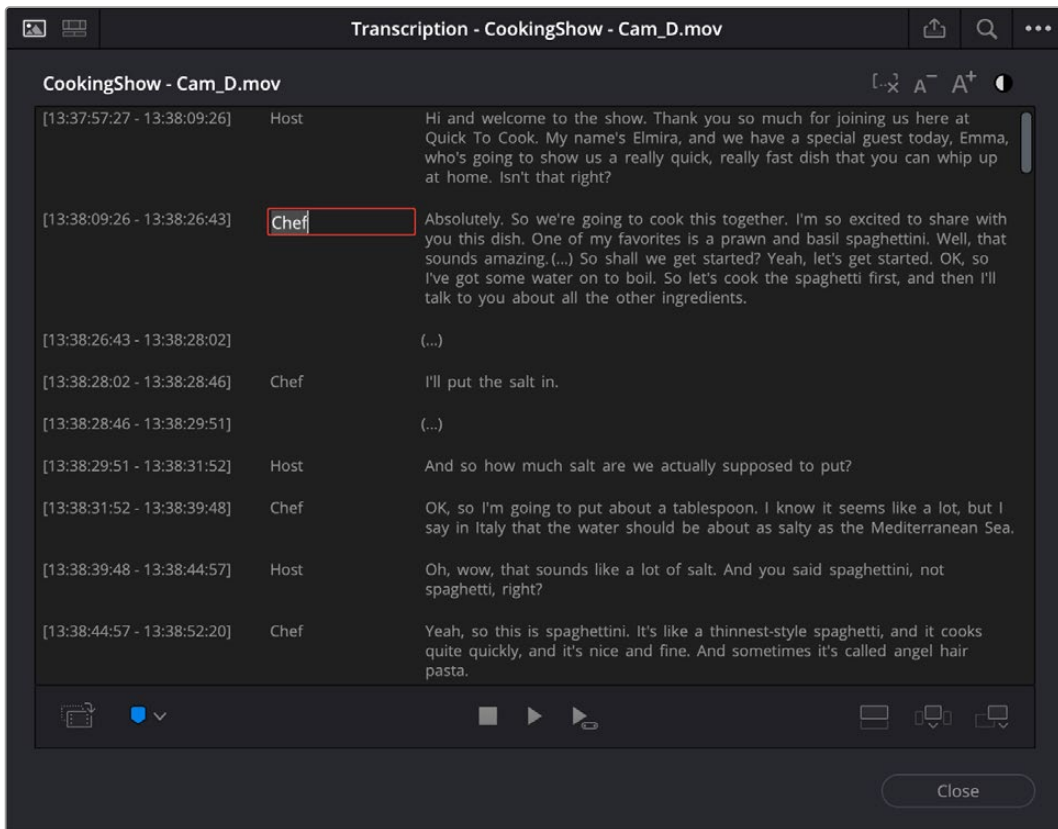 Transcription - CookingShow - Cam_D.mov
CookingShow - Cam_D.mov
A− A+
[13:37:57:27 - 13:38:09:26] Host Hi and welcome to the show. Thank you so much for joining us here at
Quick To Cook. My name's Elmira, and we have a special guest today, Emma,
who's going to show us a really quick, really fast dish that you can whip up
at home. Isn't that right?
[13:38:09:26 - 13:38:26:43] Chef Absolutely. So we're going to cook this together. I'm so excited to share with
you this dish. One of my favorites is a prawn and basil spaghettini. Well, that
sounds amazing.(...) So shall we get started? Yeah, let's get started. OK, so
I've got some water on to boil. So let's cook the spaghetti first, and then I'll
talk to you about all the other ingredients.
[13:38:26:43 - 13:38:28:02] (...)
[13:38:28:02 - 13:38:28:46] Chef I'll put the salt in.
[13:38:28:46 - 13:38:29:51] (...)
[13:38:29:51 - 13:38:31:52] Host And so how much salt are we actually supposed to put?
[13:38:31:52 - 13:38:39:48] Chef OK, so I'm going to put about a tablespoon. I know it seems like a lot, but I
say in Italy that the water should be about as salty as the Mediterranean Sea.
[13:38:39:48 - 13:38:44:57] Host Oh, wow, that sounds like a lot of salt. And you said spaghettini, not
spaghetti, right?
[13:38:44:57 - 13:38:52:20] Chef Yeah, so this is spaghettini. It's like a thinnest-style spaghetti, and it cooks
quite quickly, and it's nice and fine. And sometimes it's called angel hair
pasta.
Close